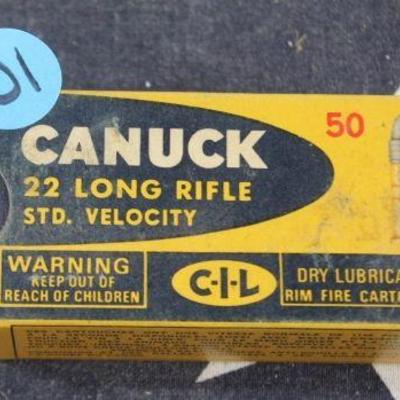 01
CANUCK
50
22 LONG RIFLE
STD. VELOCITY
WARNING
KEEP OUT OF
REACH OF CHILDREN
C-I-L
DRY LUBRICA
RIM FIRE CARTR